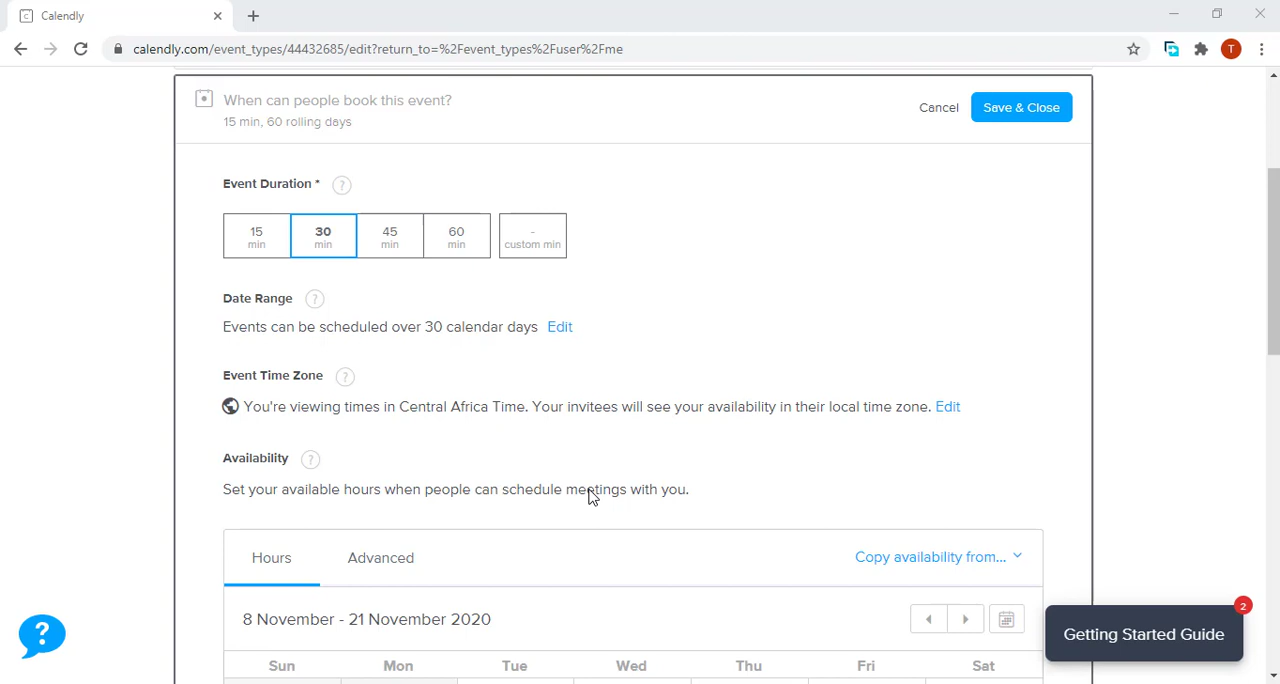 Calendly
calendly.com/event_types/44432685/edit?return_to=%2Fevent_types%2Fuser%2Fme
T
When can people book this event?
15 min, 60 rolling days
Cancel
Save & Close
Event Duration * ?
15 min
30 min
45 min
60 min
- custom min
Date Range ?
Events can be scheduled over 30 calendar days Edit
Event Time Zone ?
You're viewing times in Central Africa Time. Your invitees will see your availability in their local time zone. Edit
Availability ?
Set your available hours when people can schedule meetings with you.
Hours Advanced Copy availability from...
8 November - 21 November 2020
Sun Mon Tue Wed Thu Fri Sat
?
2
Getting Started Guide